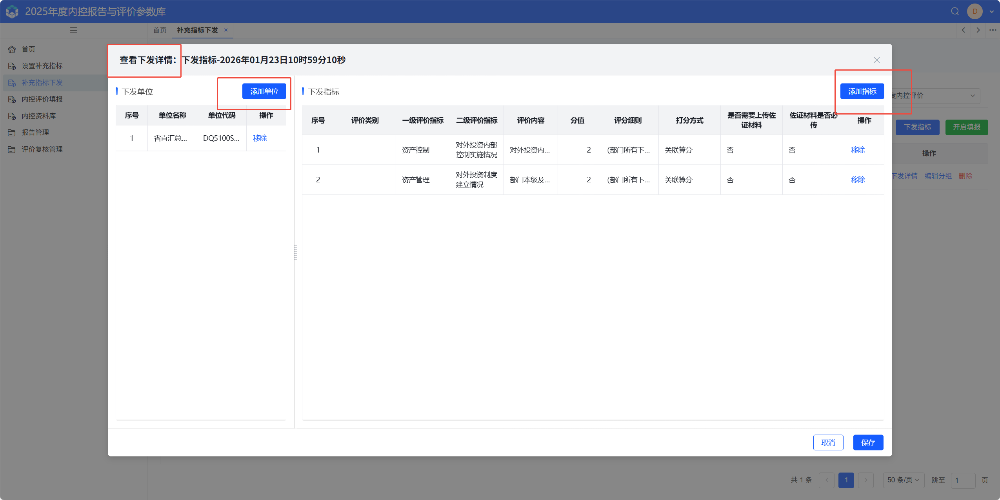 2025年度内控报告与评价参数库
D
首页
补充指标下发 ×
首页
设置补充指标
补充指标下发
内控评价填报
内控资料库
报告管理
评价复核管理
查看下发详情：下发指标-2026年01月23日10时59分10秒
下发单位
添加单位
序号 单位名称 单位代码 操作
1 省直汇总... DQ5100S... 移除
下发指标
添加指标
序号 评价类别 一级评价指标 二级评价指标 评价内容 分值 评分细则 打分方式 是否需要上传佐证材料 佐证材料是否必传 操作
1 资产控制 对外投资内部控制实施情况 对外投资内... 2 (部门所有下... 关联算分 否 否 移除
2 资产管理 对外投资制度建立情况 部门本级及... 2 (部门所有下... 关联算分 否 否 移除
取消
保存
度内控评价
下发指标
开启填报
操作
下发详情 编辑分组 删除
共 1 条
1
50 条/页
跳至 1 页